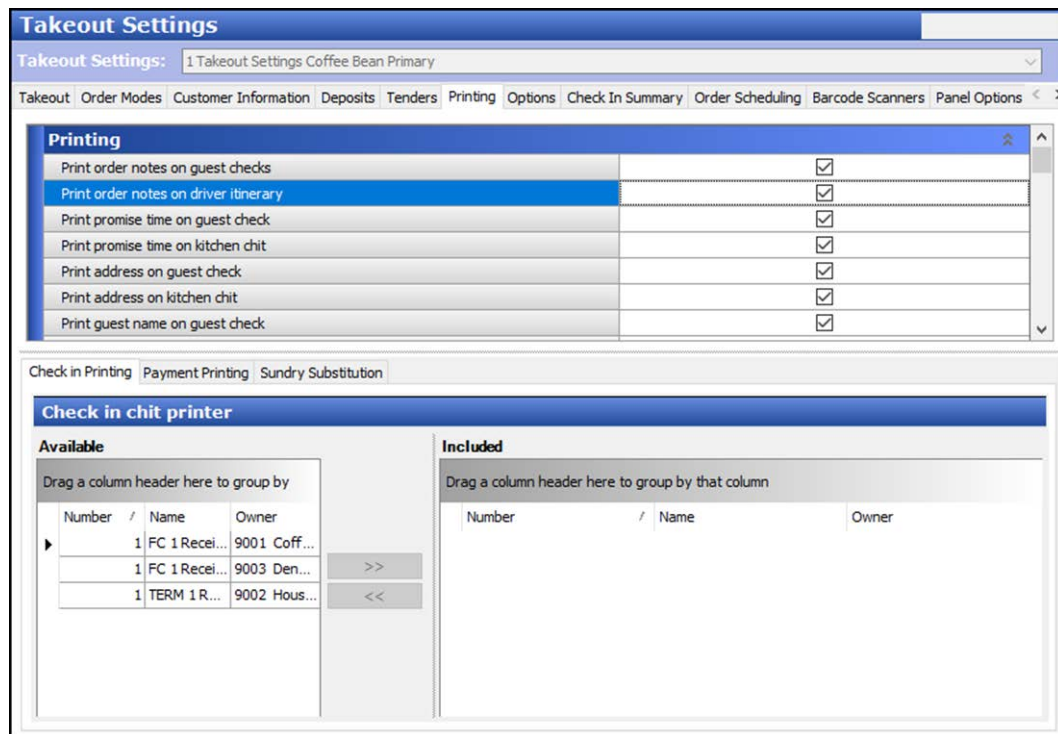 Takeout Settings
Takeout Settings: 1 Takeout Settings Coffee Bean Primary
Takeout Order Modes Customer Information Deposits Tenders Printing Options Check In Summary Order Scheduling Barcode Scanners Panel Options
Printing
Print order notes on guest checks
Print order notes on driver itinerary
Print promise time on guest check
Print promise time on kitchen chit
Print address on guest check
Print address on kitchen chit
Print guest name on guest check
Check in Printing Payment Printing Sundry Substitution
Check in chit printer
Available Included
Drag a column header here to group by Drag a column header here to group by that column
Number / Name Owner Number / Name Owner
1 FC 1 Recei... 9001 Coff...
1 FC 1 Recei... 9003 Den... >>
1 TERM 1 R... 9002 Hous... <<